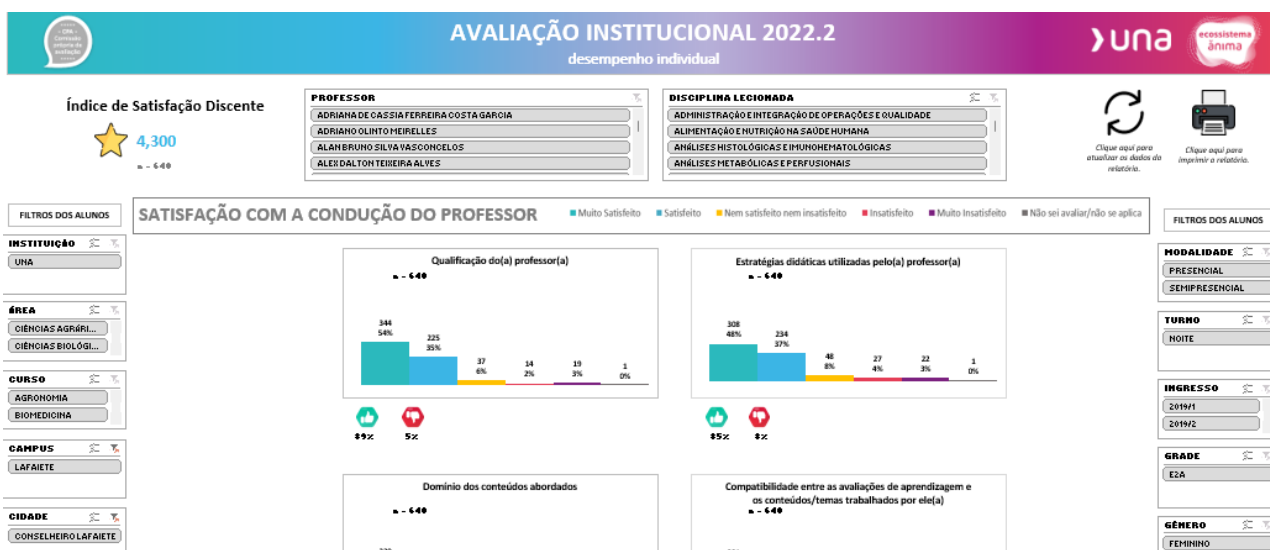 - CPA -
Comissão
própria de
avaliação
AVALIAÇÃO INSTITUCIONAL 2022.2
desempenho individual
una
ecossistema
ânima
Índice de Satisfação Discente
4,300
n - 640
PROFESSOR
ADRIANA DE CASSIA FERREIRA COSTA GARCIA
ADRIANO OLINTO MEIRELLES
ALAN BRUNO SILVA VASCONCELOS
ALEX DALTON TEIXEIRA ALVES
DISCIPLINA LECIONADA
ADMINISTRAÇÃO E INTEGRAÇÃO DE OPERAÇÕES E QUALIDADE
ALIMENTAÇÃO E NUTRIÇÃO NA SAÚDE HUMANA
ANÁLISES HISTOLÓGICAS E IMUNOHEMATOLÓGICAS
ANÁLISES METABÓLICAS E PERFUSIONAIS
Clique aqui para
atualizar os dados do
relatório.
Clique aqui para
imprimir o relatório.
FILTROS DOS ALUNOS
SATISFAÇÃO COM A CONDUÇÃO DO PROFESSOR
Muito Satisfeito
Satisfeito
Nem satisfeito nem insatisfeito
Insatisfeito
Muito Insatisfeito
Não sei avaliar/não se aplica
FILTROS DOS ALUNOS
INSTITUIÇÃO
UNA
ÁREA
CIÊNCIAS AGRÁRI...
CIÊNCIAS BIOLÓGI...
CURSO
AGRONOMIA
BIOMEDICINA
CAMPUS
LAFAIETE
CIDADE
CONSELHEIRO LAFAIETE
Qualificação do(a) professor(a)
n - 640
344
54%
225
35%
37
6%
14
2%
19
3%
1
0%
89%
5%
Estratégias didáticas utilizadas pelo(a) professor(a)
n - 640
308
48%
234
37%
48
8%
27
4%
22
3%
1
0%
85%
8%
Domínio dos conteúdos abordados
n - 640
Compatibilidade entre as avaliações de aprendizagem e
os conteúdos/temas trabalhados por ele(a)
n - 640
MODALIDADE
PRESENCIAL
SEMIPRESENCIAL
TURNO
NOITE
INGRESSO
2019/1
2019/2
GRADE
E2A
GÊNERO
FEMININO